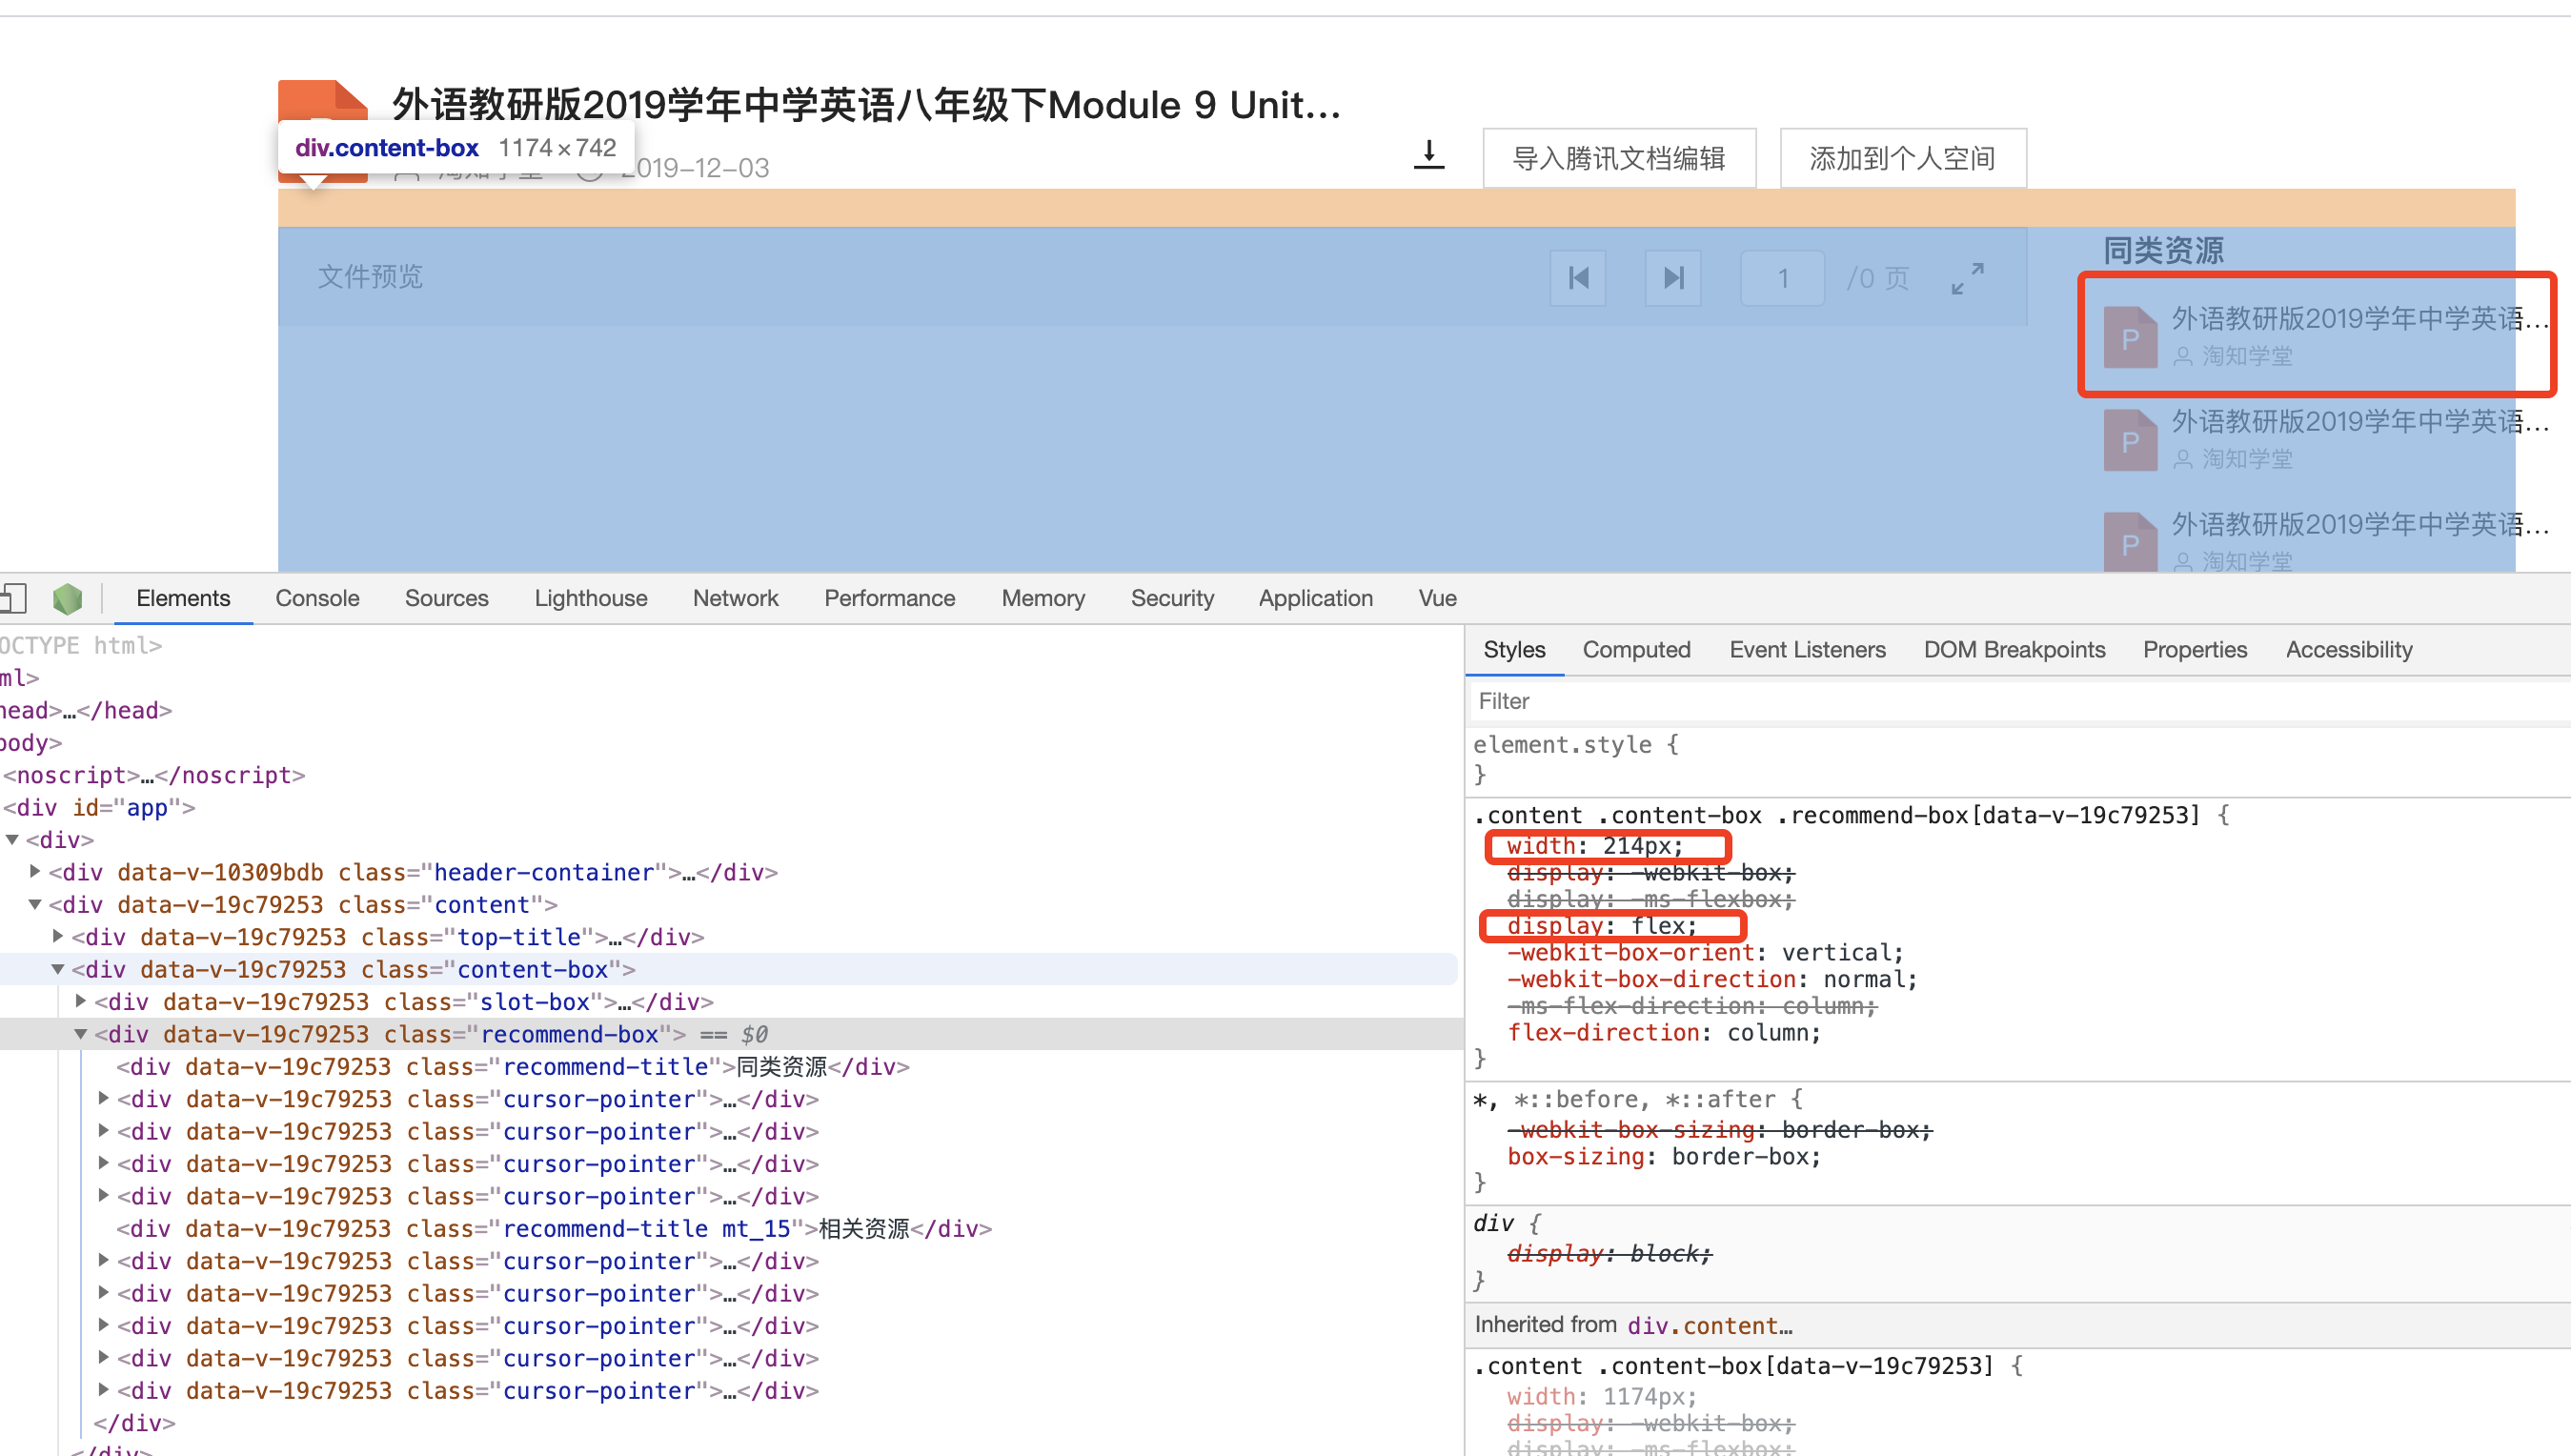 外语教研版2019学年中学英语八年级下Module 9 Unit...
div.content-box 1174×742
2019-12-03
导入腾讯文档编辑
添加到个人空间
文件预览
1
/0 页
同类资源
P
外语教研版2019学年中学英语...
淘知学堂
P
外语教研版2019学年中学英语...
淘知学堂
P
外语教研版2019学年中学英语...
淘知学堂
Elements Console Sources Lighthouse Network Performance Memory Security Application Vue
OCTYPE html>
ml>
head>…</head>
body>
<noscript>…</noscript>
<div id="app">
<div>
<div data-v-10309bdb class="header-container">…</div>
<div data-v-19c79253 class="content">
<div data-v-19c79253 class="top-title">…</div>
<div data-v-19c79253 class="content-box">
<div data-v-19c79253 class="slot-box">…</div>
<div data-v-19c79253 class="recommend-box"> == $0
<div data-v-19c79253 class="recommend-title">同类资源</div>
<div data-v-19c79253 class="cursor-pointer">…</div>
<div data-v-19c79253 class="cursor-pointer">…</div>
<div data-v-19c79253 class="cursor-pointer">…</div>
<div data-v-19c79253 class="cursor-pointer">…</div>
<div data-v-19c79253 class="recommend-title mt_15">相关资源</div>
<div data-v-19c79253 class="cursor-pointer">…</div>
<div data-v-19c79253 class="cursor-pointer">…</div>
<div data-v-19c79253 class="cursor-pointer">…</div>
<div data-v-19c79253 class="cursor-pointer">…</div>
<div data-v-19c79253 class="cursor-pointer">…</div>
</div>
</div>
Styles Computed Event Listeners DOM Breakpoints Properties Accessibility
Filter
element.style {
}
.content .content-box .recommend-box[data-v-19c79253] {
width: 214px;
display: -webkit-box;
display: -ms-flexbox;
display: flex;
-webkit-box-orient: vertical;
-webkit-box-direction: normal;
-ms-flex-direction: column;
flex-direction: column;
}
*, *::before, *::after {
-webkit-box-sizing: border-box;
box-sizing: border-box;
}
div {
display: block;
}
Inherited from div.content…
.content .content-box[data-v-19c79253] {
width: 1174px;
display: -webkit-box;
display: -ms-flexbox;